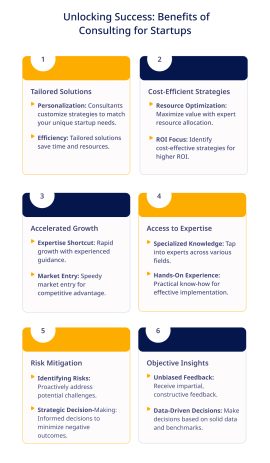 Unlocking Success: Benefits of
Consulting for Startups
1
Tailored Solutions
Personalization: Consultants
customize strategies to match
your unique startup needs.
Efficiency: Tailored solutions
save time and resources.
2
Cost-Efficient Strategies
Resource Optimization:
Maximize value with expert
resource allocation.
ROI Focus: Identify
cost-effective strategies for
higher ROI.
3
Accelerated Growth
Expertise Shortcut: Rapid
growth with experienced
guidance.
Market Entry: Speedy
market entry for
competitive advantage.
4
Access to Expertise
Specialized Knowledge: Tap
into experts across various
fields.
Hands-On Experience:
Practical know-how for
effective implementation.
5
Risk Mitigation
Identifying Risks:
Proactively address
potential challenges.
Strategic Decision-Making:
Informed decisions to
minimize negative
outcomes.
6
Objective Insights
Unbiased Feedback:
Receive impartial,
constructive feedback.
Data-Driven Decisions: Make
decisions based on solid data
and benchmarks.